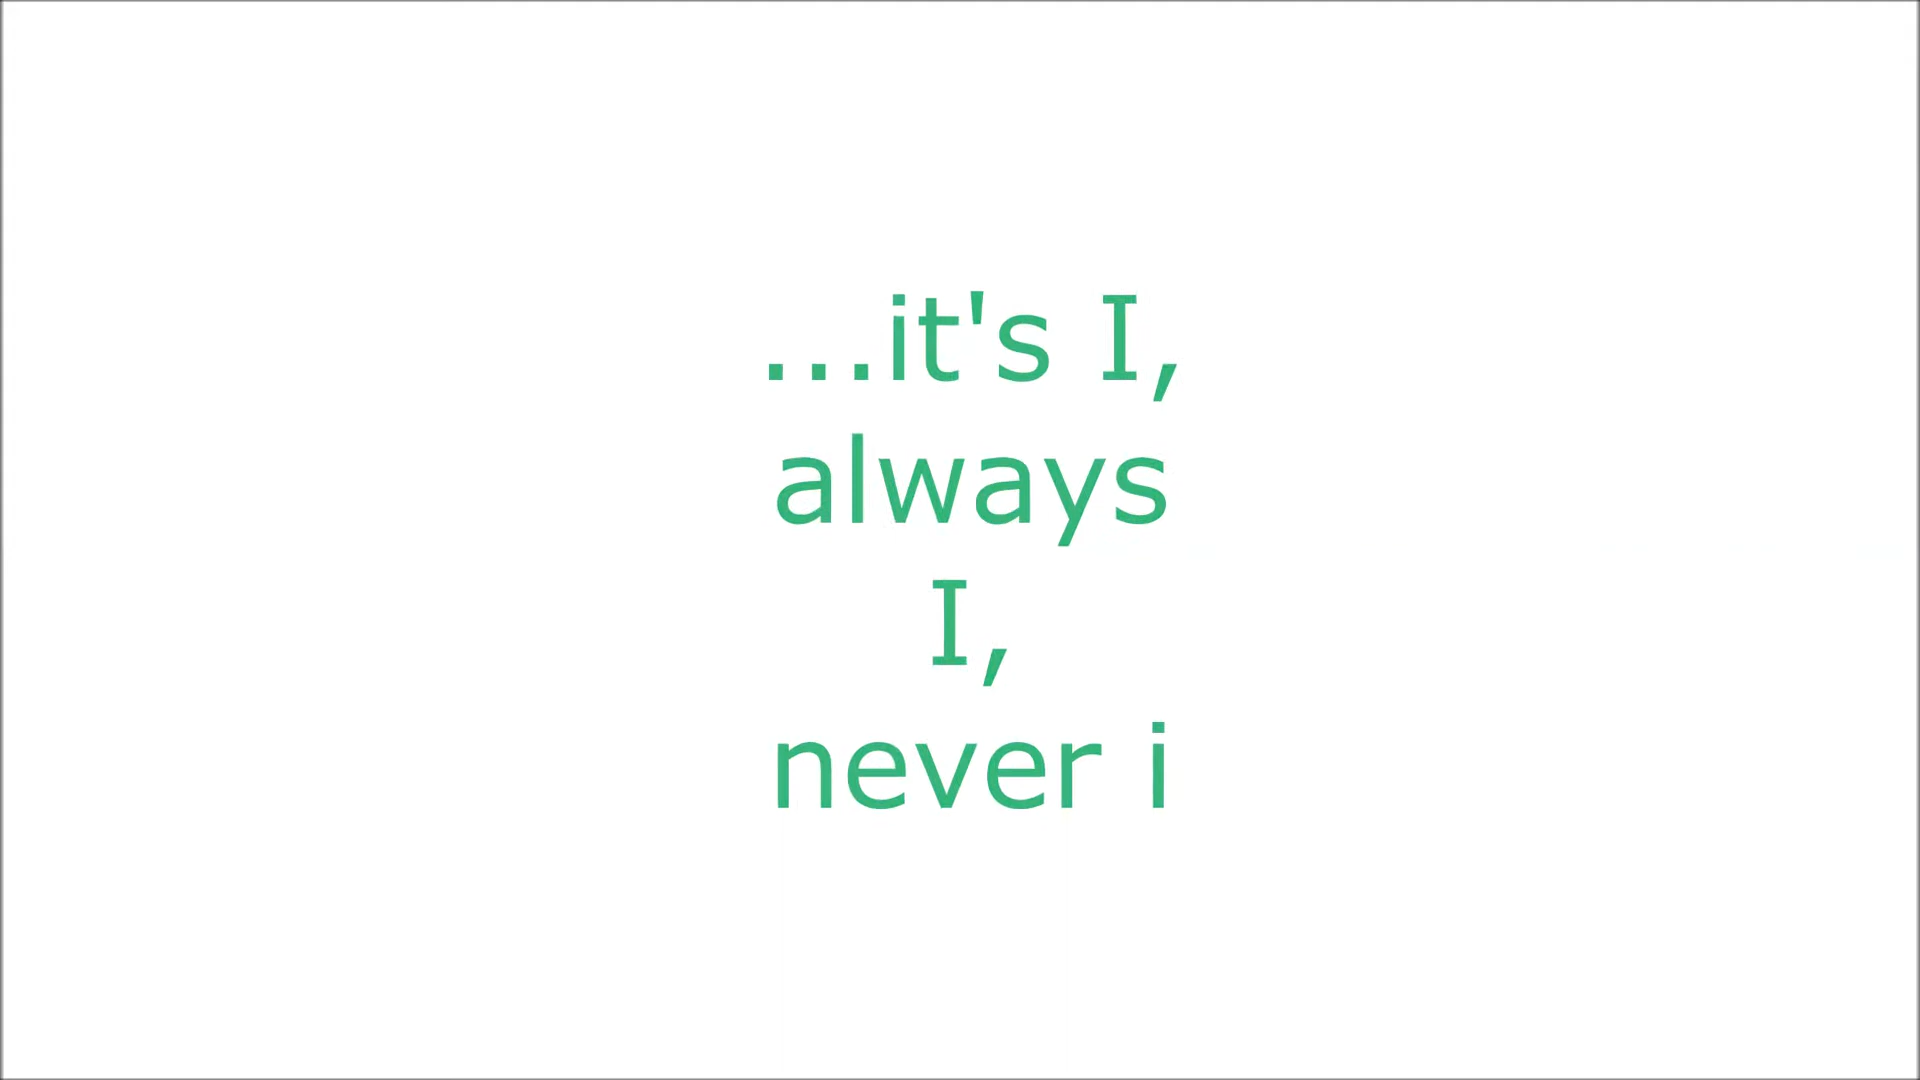 ...it's I,
always
I,
never i